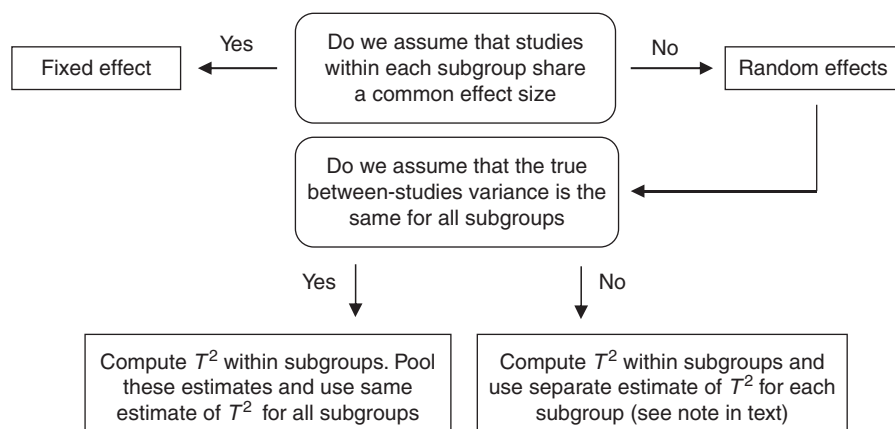 Yes
Do we assume that studies
within each subgroup share
a common effect size
No
Fixed effect
Random effects
Do we assume that the true
between-studies variance is the
same for all subgroups
Yes
No
Compute T² within subgroups. Pool
these estimates and use same
estimate of T² for all subgroups
Compute T² within subgroups and
use separate estimate of T² for each
subgroup (see note in text)